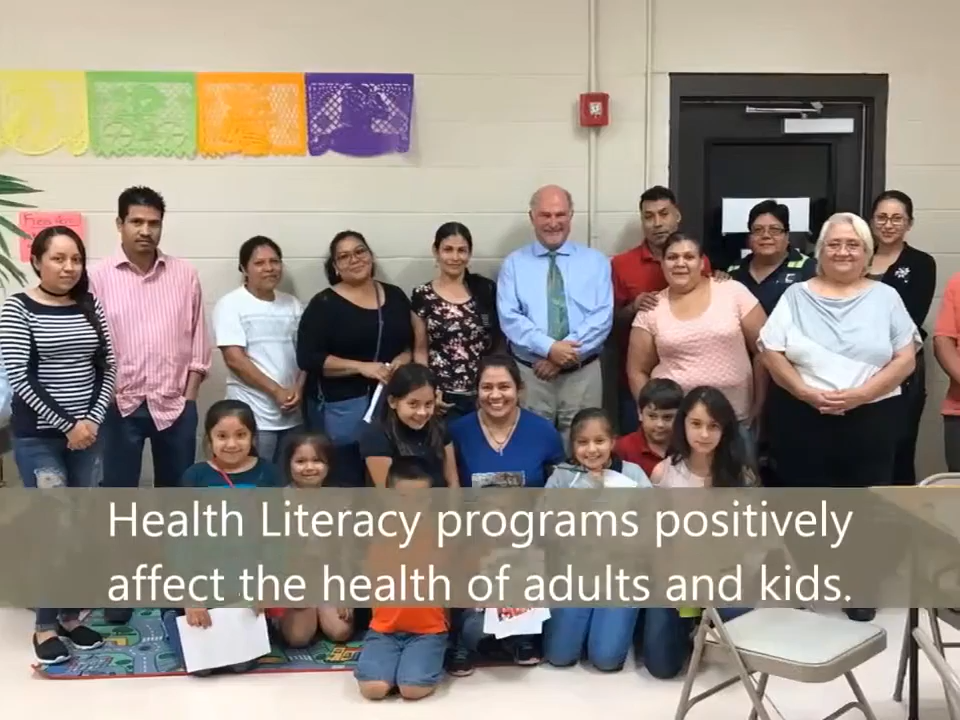 Health Literacy programs positively
affect the health of adults and kids.